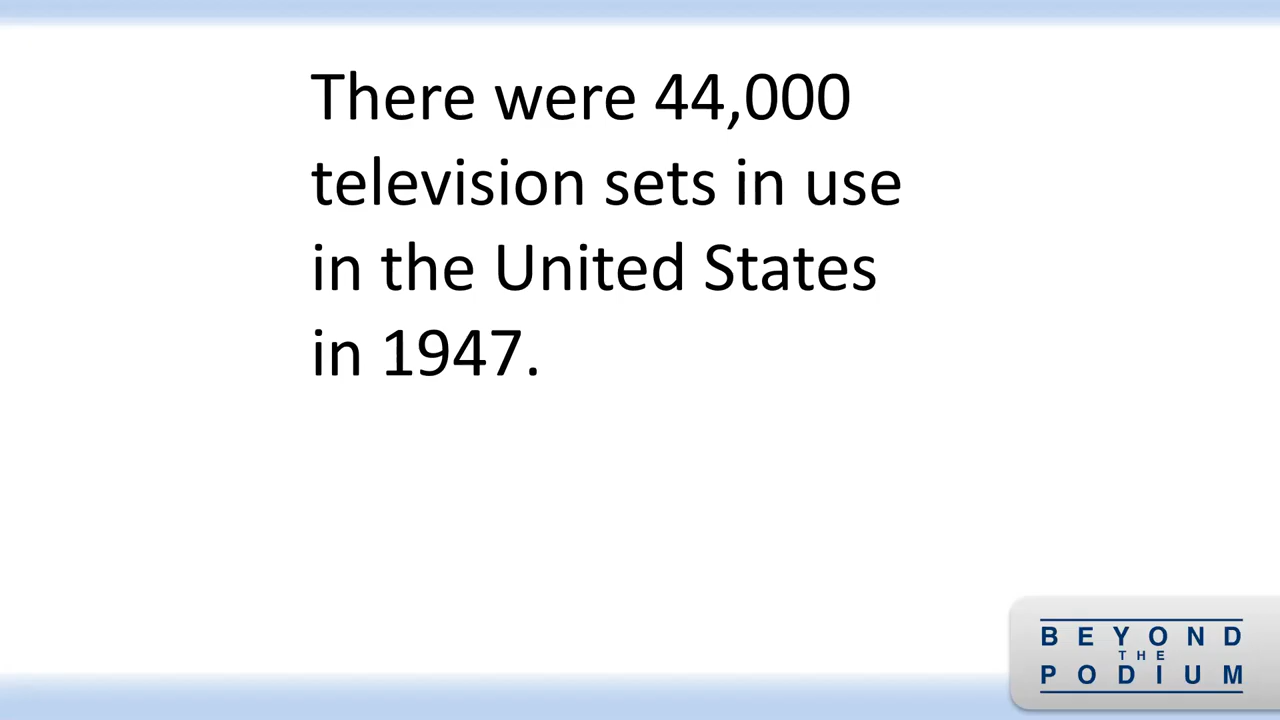 There were 44,000
television sets in use
in the United States
in 1947.
BEYOND
THE
PODIUM